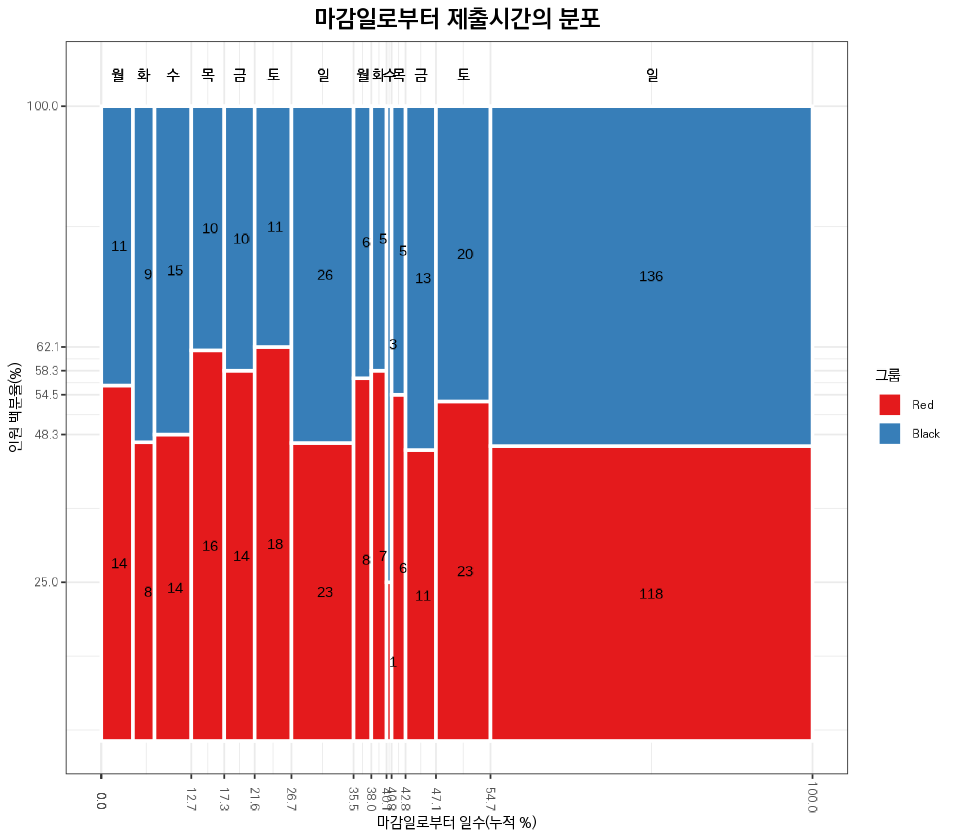 마감일로부터 제출시간의 분포
월 화 수 목 금 토 일 월 화 수 목 금 토 일
100.0
62.1
58.3
54.5
48.3
25.0
인원 백분율(%)
11 9 15 10 10 11 26 6 5 3 5 13 20 136
14 8 14 16 14 18 23 8 7 1 6 11 23 118
0.0 12.7 17.3 21.6 26.7 35.5 38.0 40.1 40.8 42.8 47.1 54.7 100.0
마감일로부터 일수(누적 %)
그룹
Red
Black